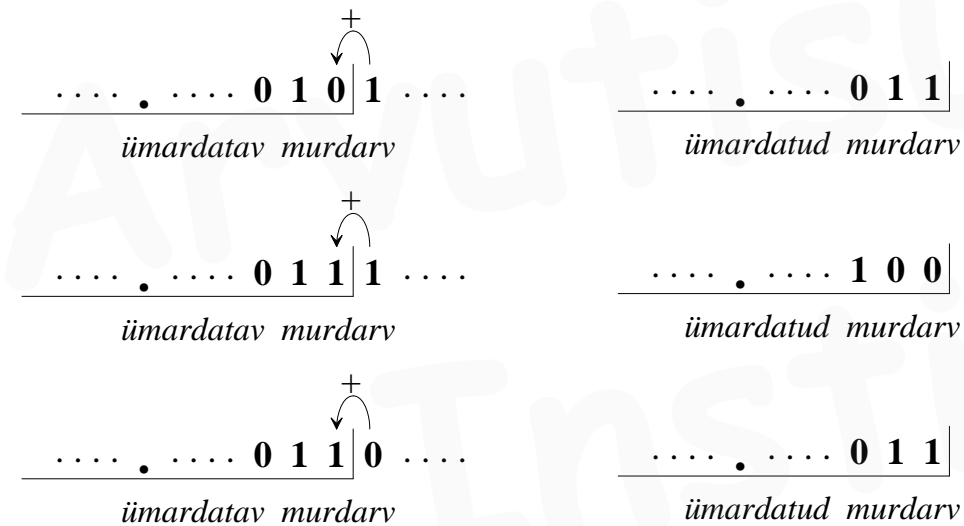 +
. . . . . . . . . 0 1 0 1 . . . . . . . . . . . . . 0 1 1
ümardatav murdarv ümardatud murdarv
+
. . . . . . . . . 0 1 1 1 . . . . . . . . . . . . . 1 0 0
ümardatav murdarv ümardatud murdarv
+
. . . . . . . . . 0 1 1 0 . . . . . . . . . . . . . 0 1 1
ümardatav murdarv ümardatud murdarv